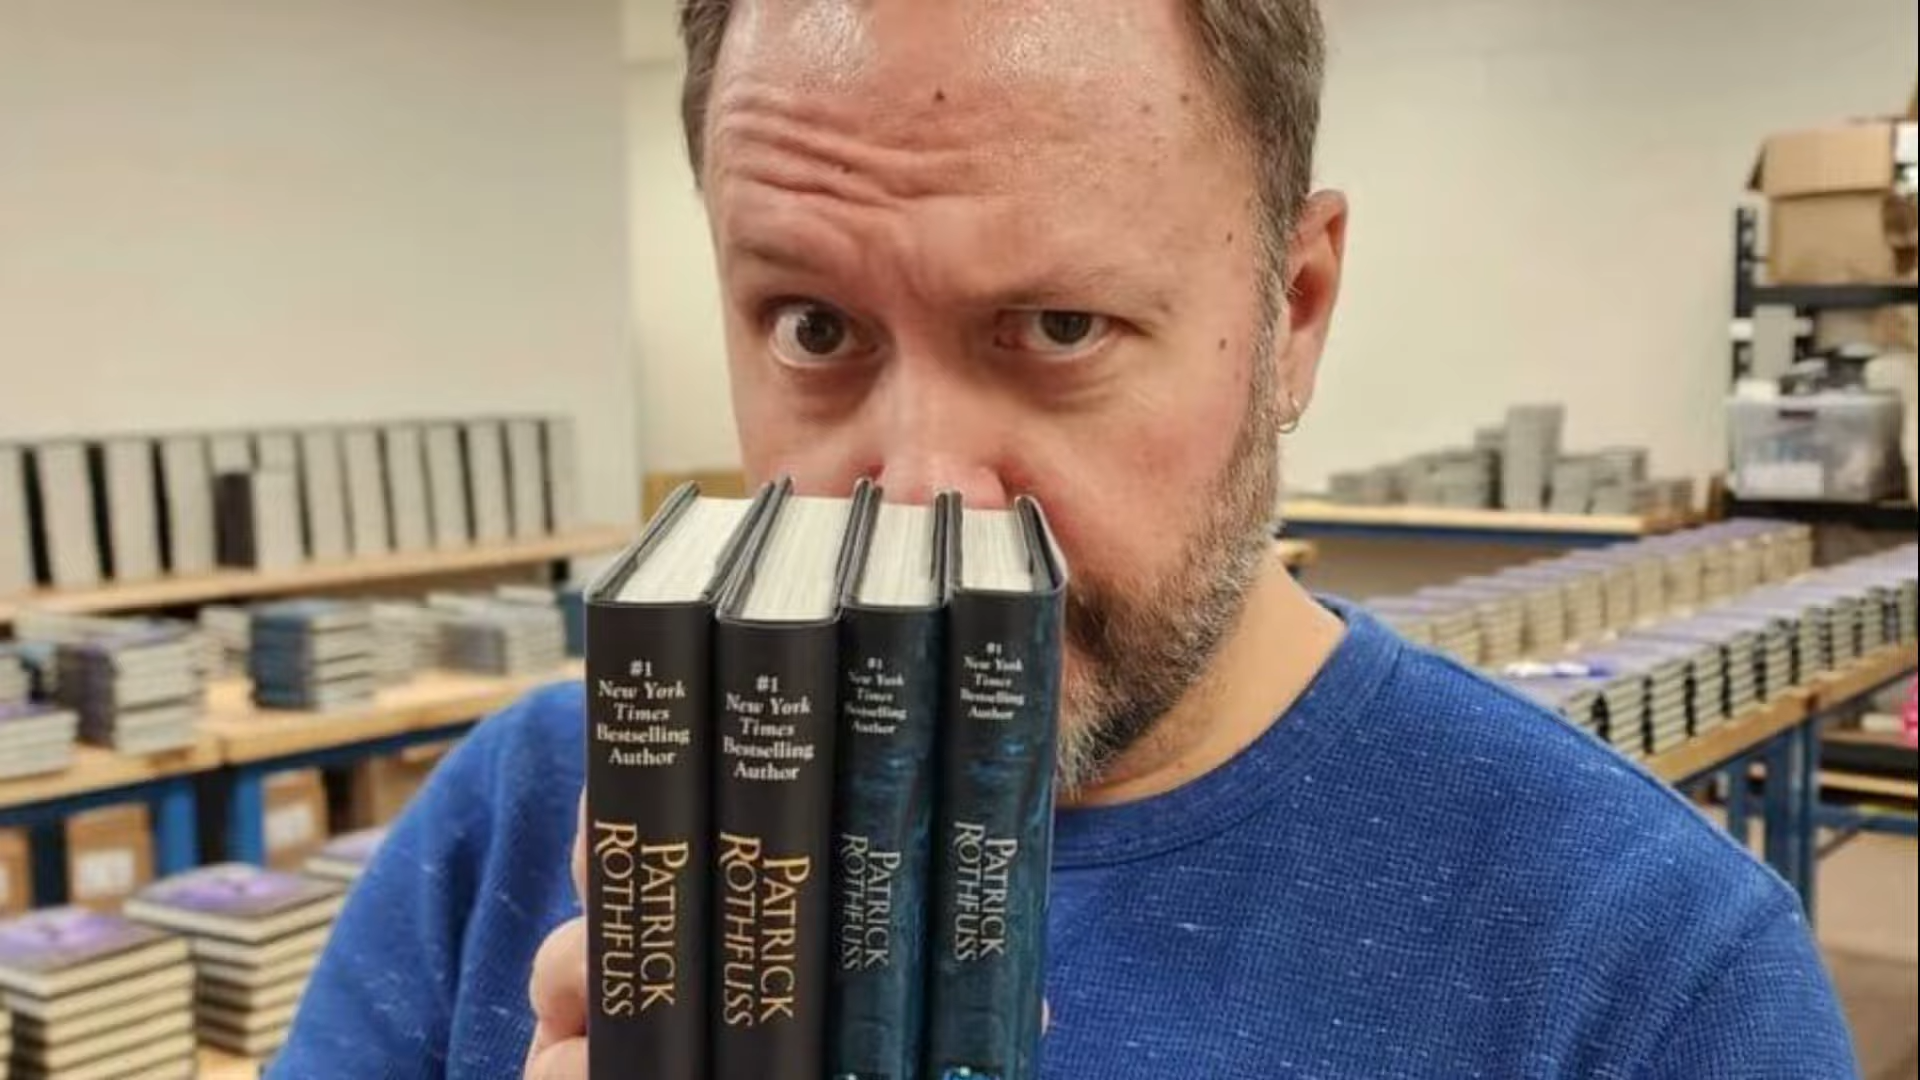 #1
New York
Times
Bestselling
Author
PATRICK
ROTHFUSS
#1
New York
Times
Bestselling
Author
PATRICK
ROTHFUSS
#1
New York
Times
Bestselling
Author
PATRICK
ROTHFUSS
#1
New York
Times
Bestselling
Author
PATRICK
ROTHFUSS